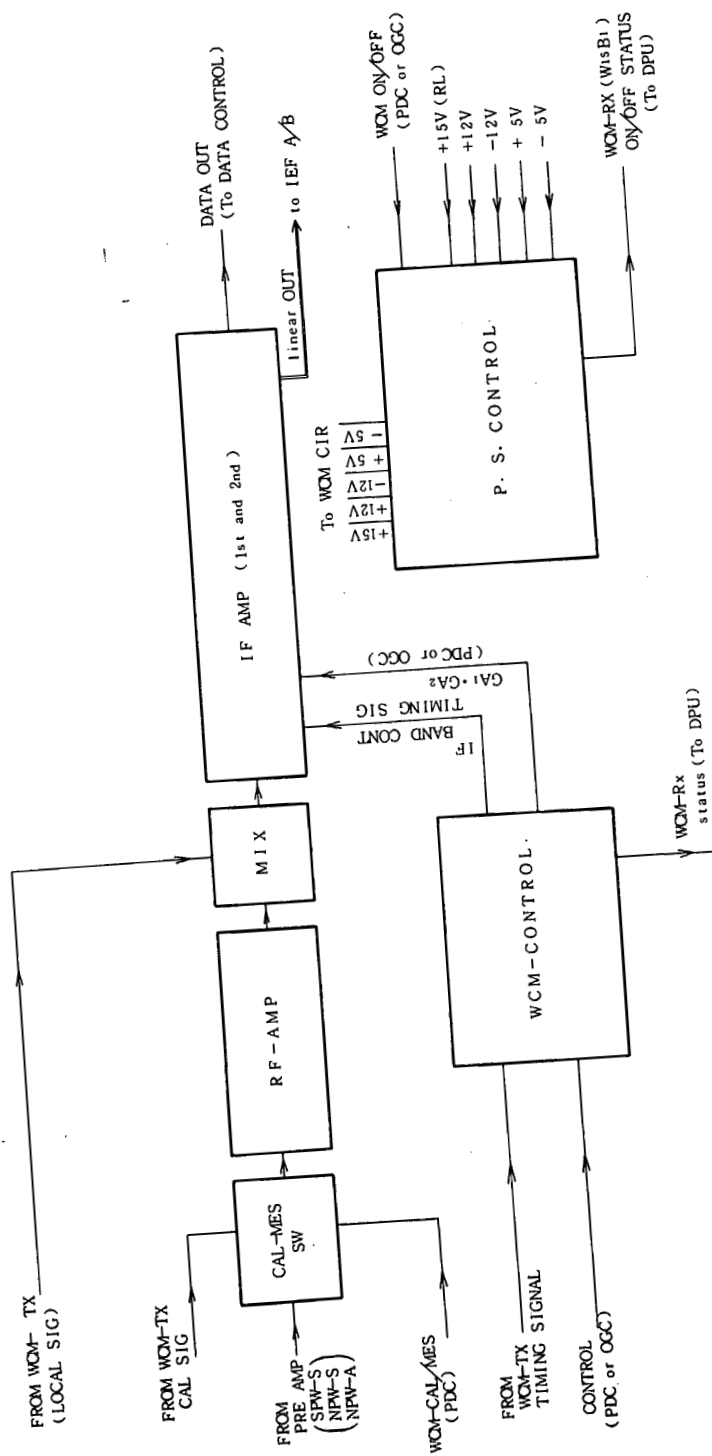 FROM WCM- TX
(LOCAL SIG)
FROM WCM-TX
CAL SIG
FROM
PRE AMP
(SPW-S
NPW-S
NPW-A)
WCM-CAL/MES
(PDC)
FROM
WCM-TX
TIMING SIGNAL
CONTROL
(PDC or OGC)
CAL-MES
SW
RF-AMP
MIX
IF AMP (1st and 2nd)
DATA OUT
(To DATA CONTROL)
linear OUT
to IEF A/B
IF
BAND CONT
TIMING SIG
GA1・GA2
(PDC or OGC)
WCM-CONTROL.
WCM-Rx
status (To DPU)
To WCM CIR
+15V
+12V
-12V
+ 5V
- 5V
P. S. CONTROL
WCM ON/OFF
(PDC or OGC)
+15V (RL)
+12V
-12V
+ 5V
- 5V
WCM-RX (W15B1)
ON/OFF STATUS
(To DPU)